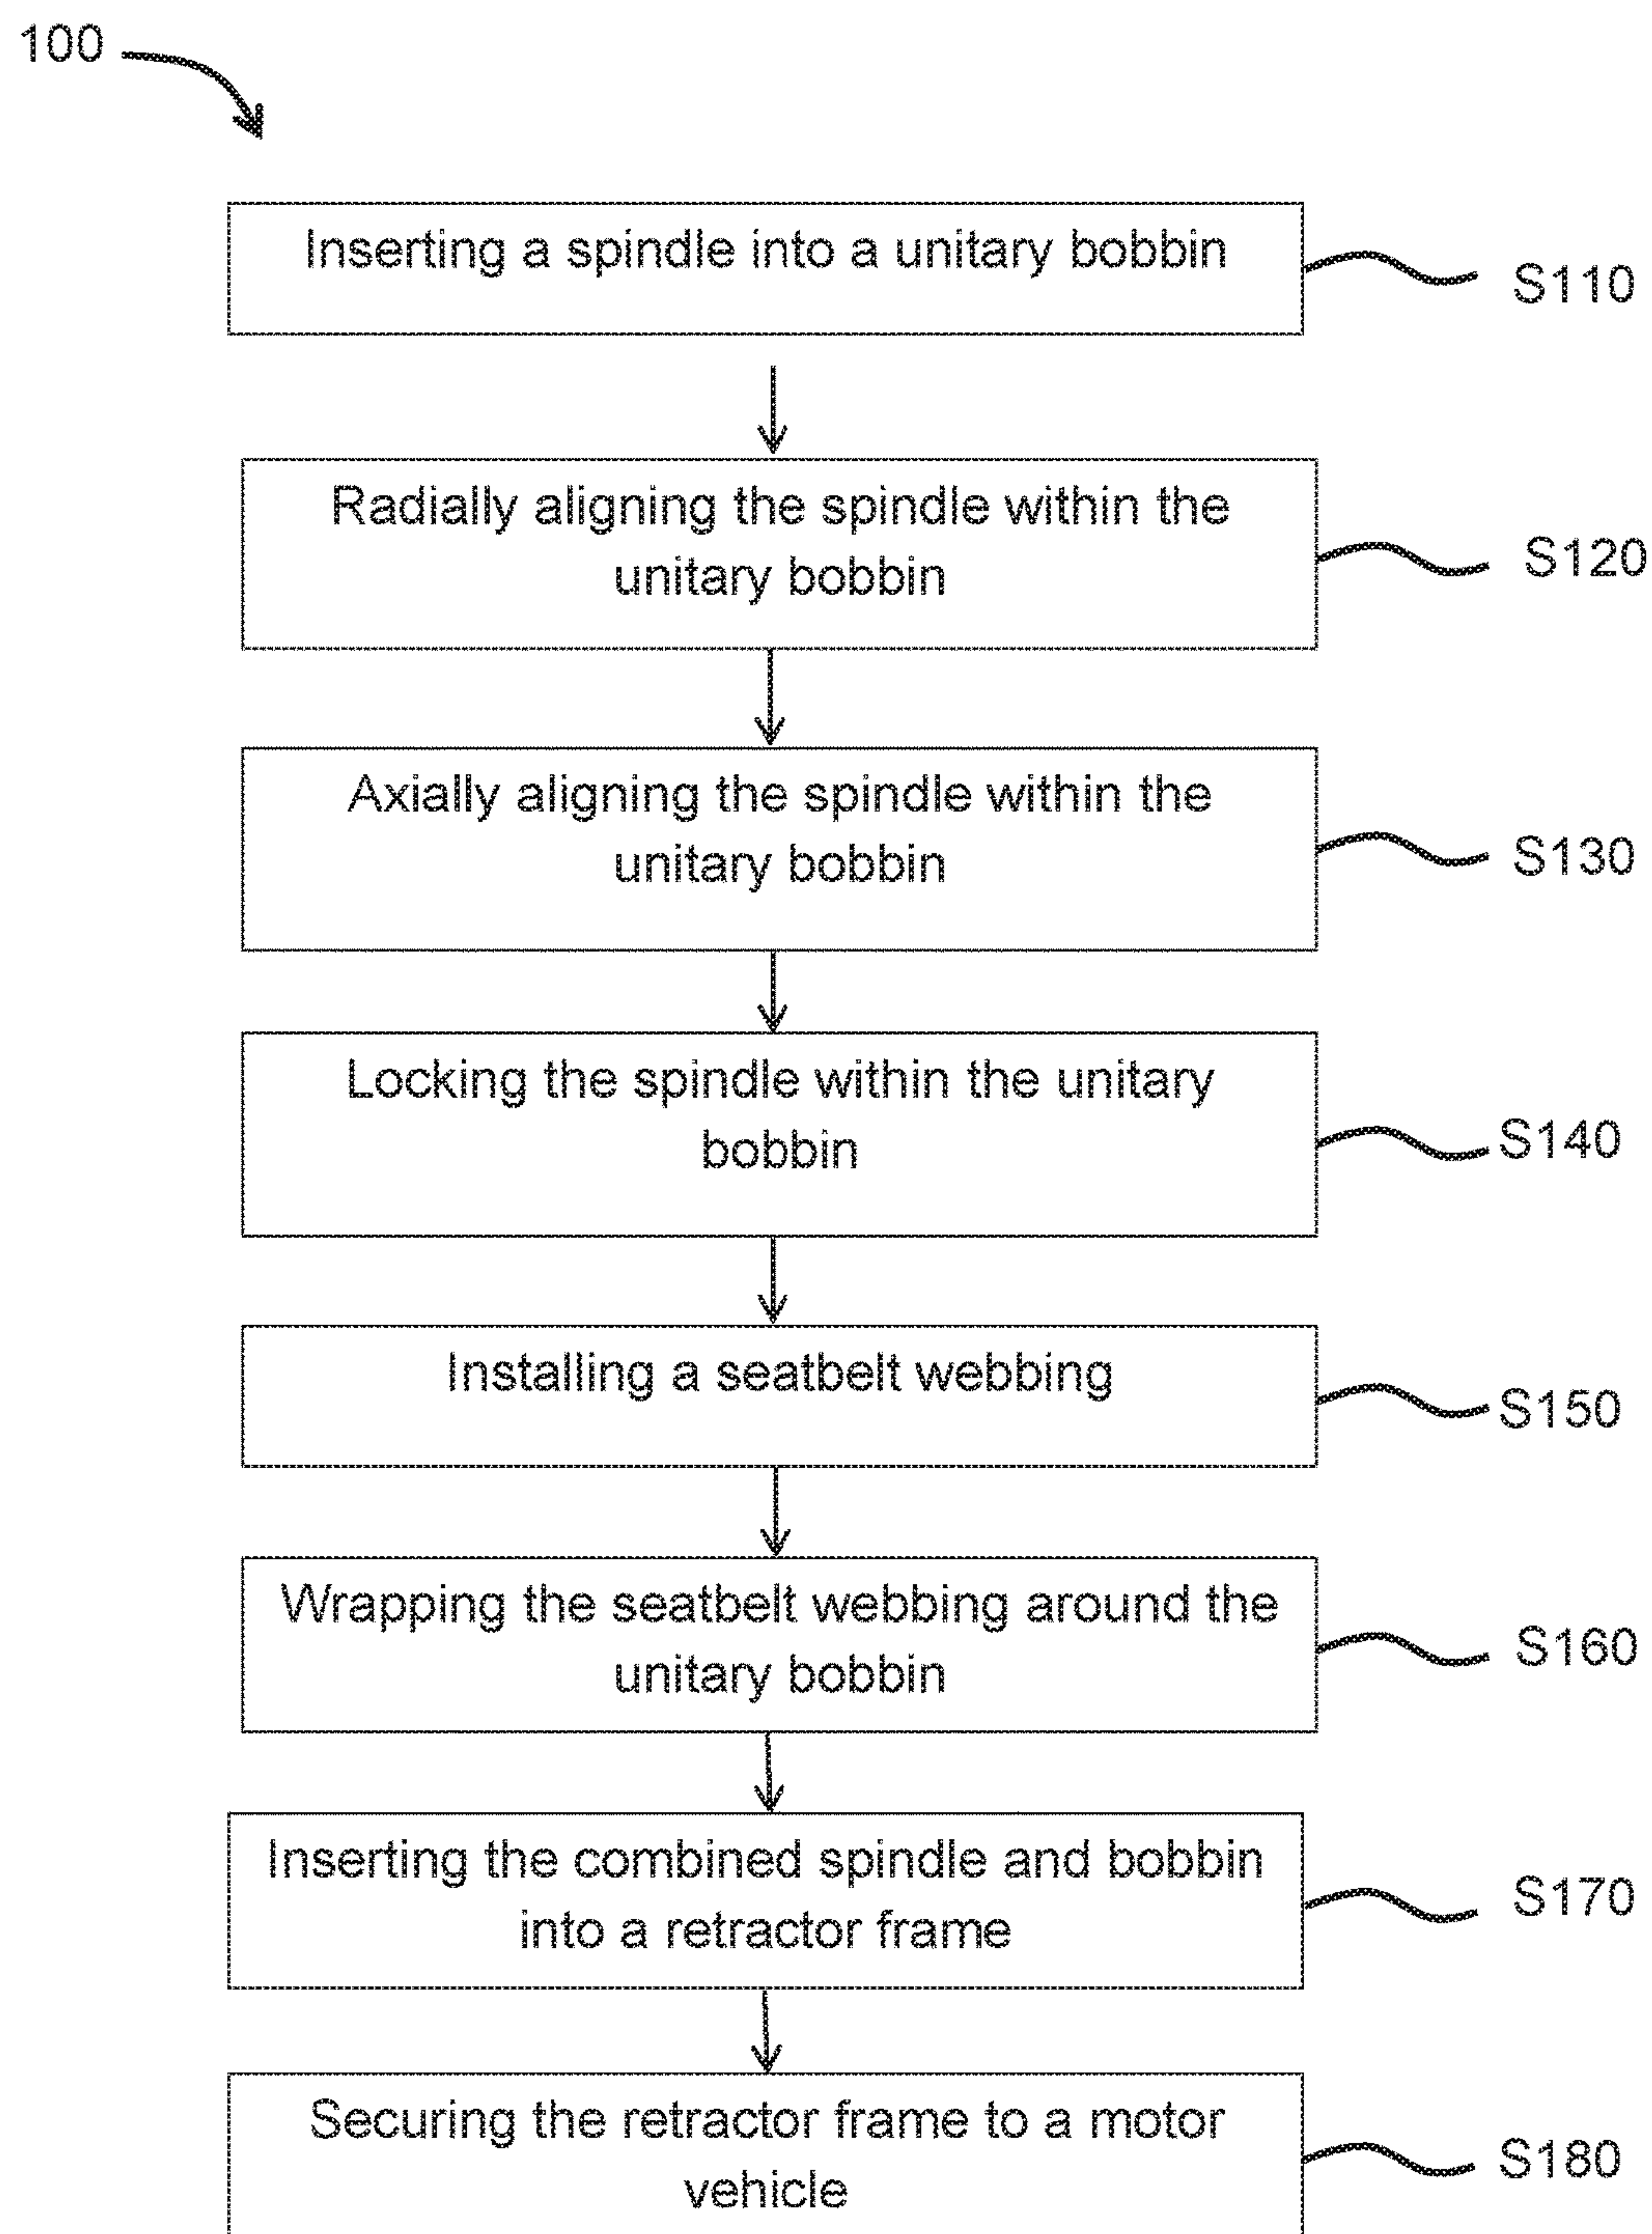 100
Inserting a spindle into a unitary bobbin
S110
Radially aligning the spindle within the
unitary bobbin
S120
Axially aligning the spindle within the
unitary bobbin
S130
Locking the spindle within the unitary
bobbin
S140
Installing a seatbelt webbing
S150
Wrapping the seatbelt webbing around the
unitary bobbin
S160
Inserting the combined spindle and bobbin
into a retractor frame
S170
Securing the retractor frame to a motor
vehicle
S180